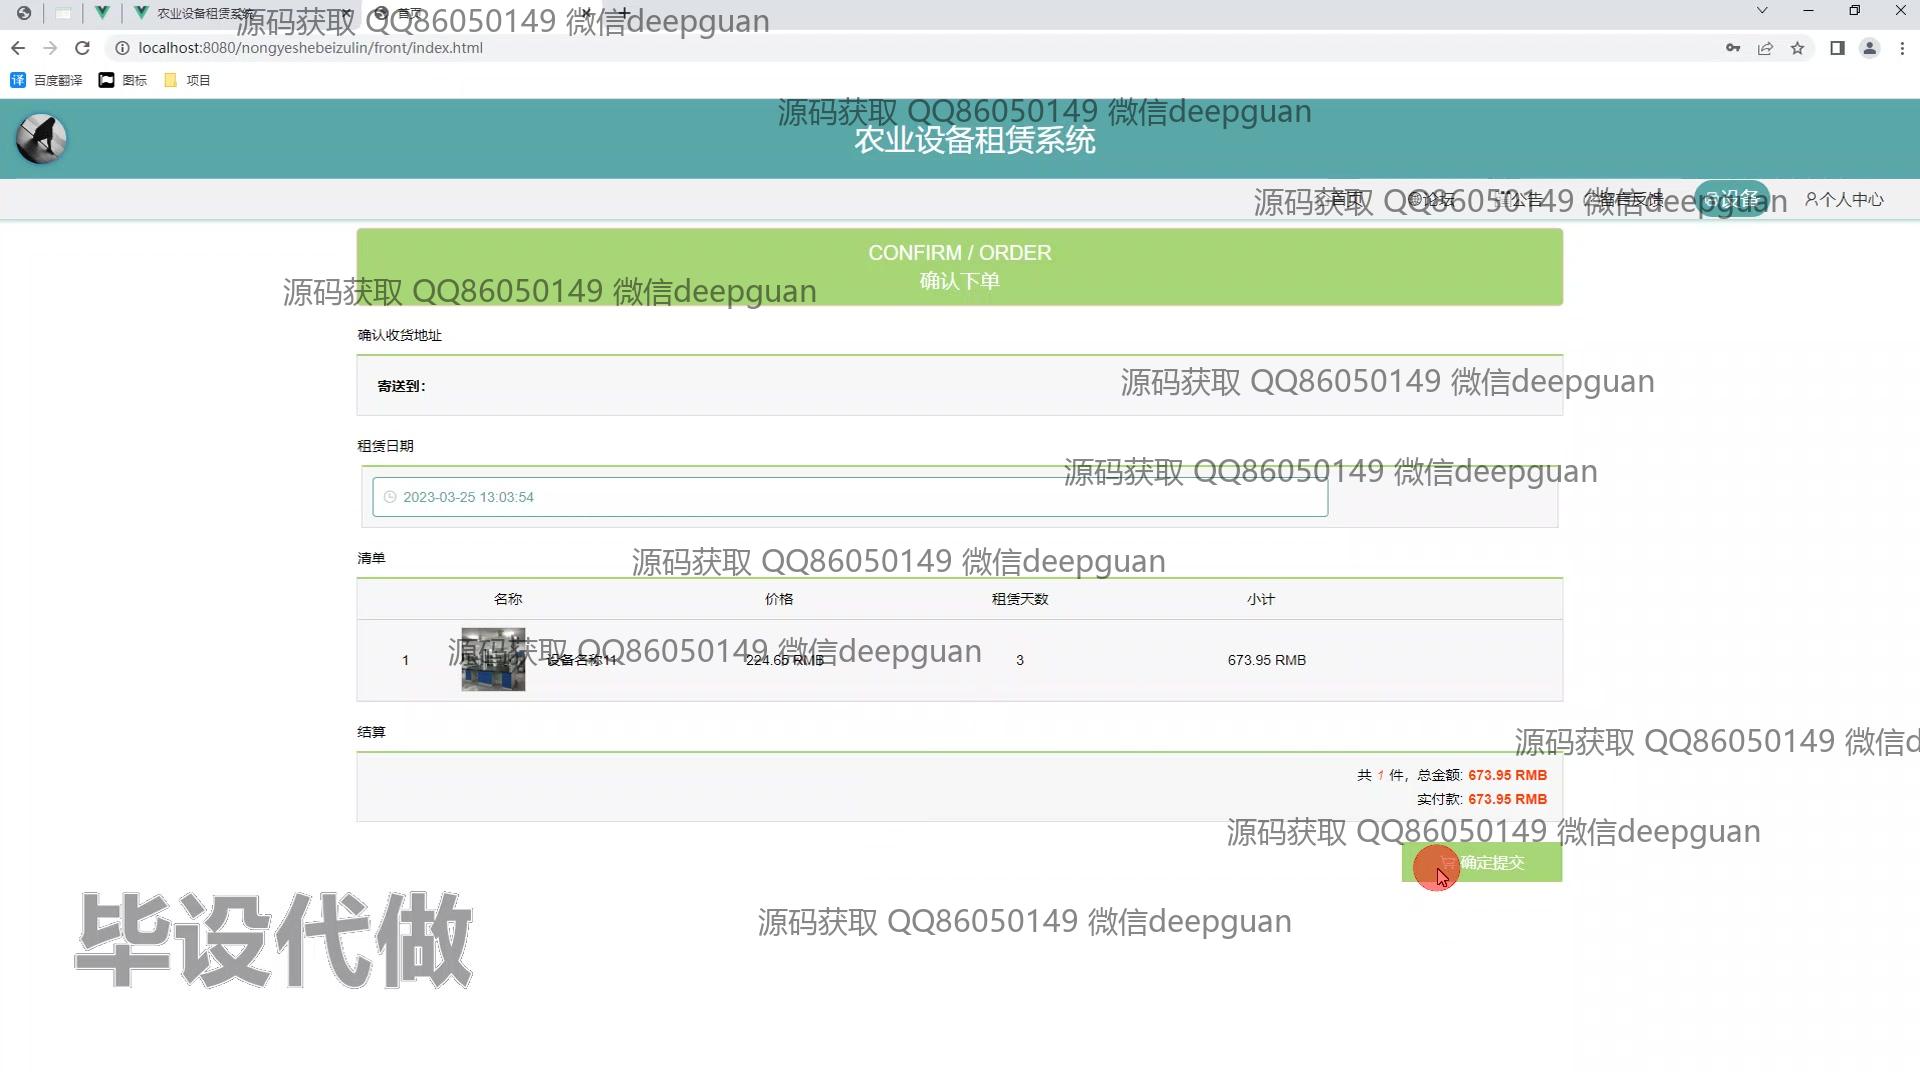 农业设备租赁系统
首页
源码获取 QQ86050149 微信deepguan
localhost:8080/nongyeshebeizulin/front/index.html
百度翻译
图标
项目
源码获取 QQ86050149 微信deepguan
农业设备租赁系统
首页
论坛
公告
留言反馈
设备
个人中心
源码获取 QQ86050149 微信deepguan
CONFIRM / ORDER
确认下单
源码获取 QQ86050149 微信deepguan
确认收货地址
寄送到:
源码获取 QQ86050149 微信deepguan
租赁日期
源码获取 QQ86050149 微信deepguan
2023-03-25 13:03:54
清单
源码获取 QQ86050149 微信deepguan
名称 价格 租赁天数 小计
1 设备名称11 224.65 RMB 3 673.95 RMB
源码获取 QQ86050149 微信deepguan
结算
源码获取 QQ86050149 微信d
共 1 件，总金额: 673.95 RMB
实付款: 673.95 RMB
源码获取 QQ86050149 微信deepguan
确定提交
源码获取 QQ86050149 微信deepguan
毕设代做